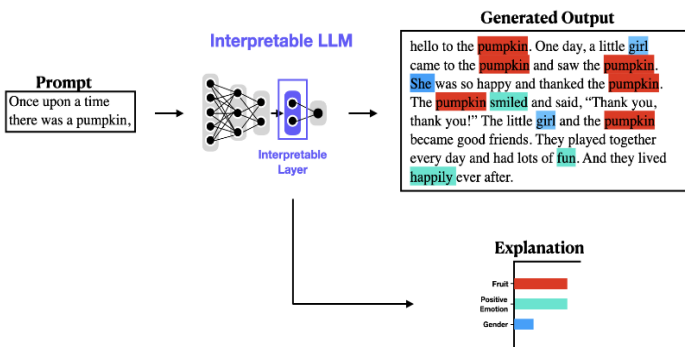 Generated Output
Interpretable LLM
hello to the pumpkin. One day, a little girl
came to the pumpkin and saw the pumpkin.
She was so happy and thanked the pumpkin.
The pumpkin smiled and said, “Thank you,
thank you!” The little girl and the pumpkin
became good friends. They played together
every day and had lots of fun. And they lived
happily ever after.
Prompt
Once upon a time
there was a pumpkin,
Interpretable
Layer
Explanation
Fruit
Positive
Emotion
Gender